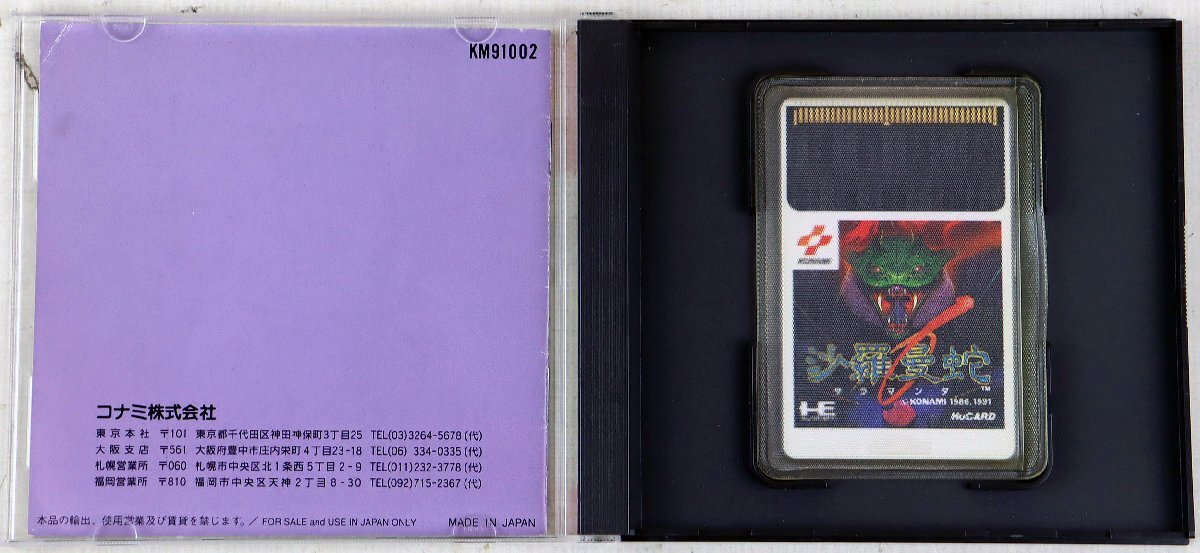 KM91002
コナミ株式会社
東京本社 〒101 東京都千代田区神田神保町3丁目25 TEL(03)3264-5678(代)
大阪支店 〒561 大阪府豊中市庄内栄町4丁目23-18 TEL(06) 334-0335(代)
札幌営業所 〒060 札幌市中央区北1条西5丁目2-9 TEL(011)232-3778(代)
福岡営業所 〒810 福岡市中央区天神2丁目8-30 TEL(092)715-2367(代)
本品の輸出、使用営業及び賃貸を禁じます。/ FOR SALE and USE IN JAPAN ONLY MADE IN JAPAN
KONAMI
沙羅曼蛇 TM
サラマンダ
© KONAMI 1986, 1991
HE HuCARD